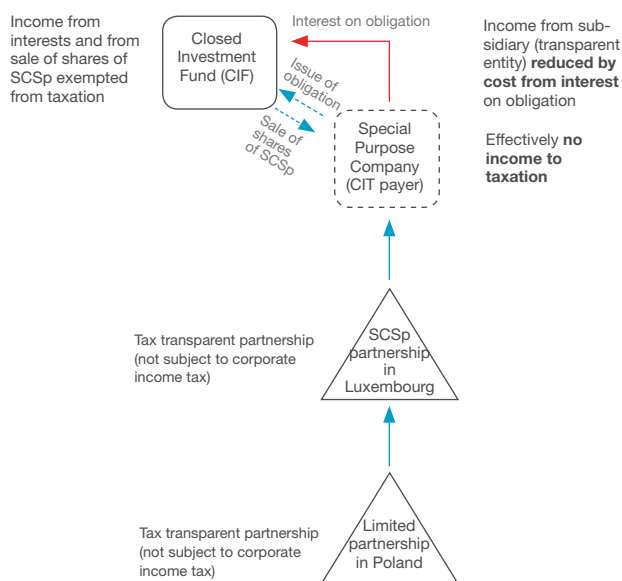 Income from
interests and from
sale of shares of
SCSp exempted
from taxation
Closed
Investment
Fund (CIF)
Interest on obligation
Issue of
obligation
Sale of
shares
of SCSp
Special
Purpose
Company
(CIT payer)
Income from sub-
sidiary (transparent
entity) reduced by
cost from interest
on obligation
Effectively no
income to
taxation
Tax transparent partnership
(not subject to corporate
income tax)
SCSp
partnership
in
Luxembourg
Tax transparent partnership
(not subject to corporate
income tax)
Limited
partnership
in Poland